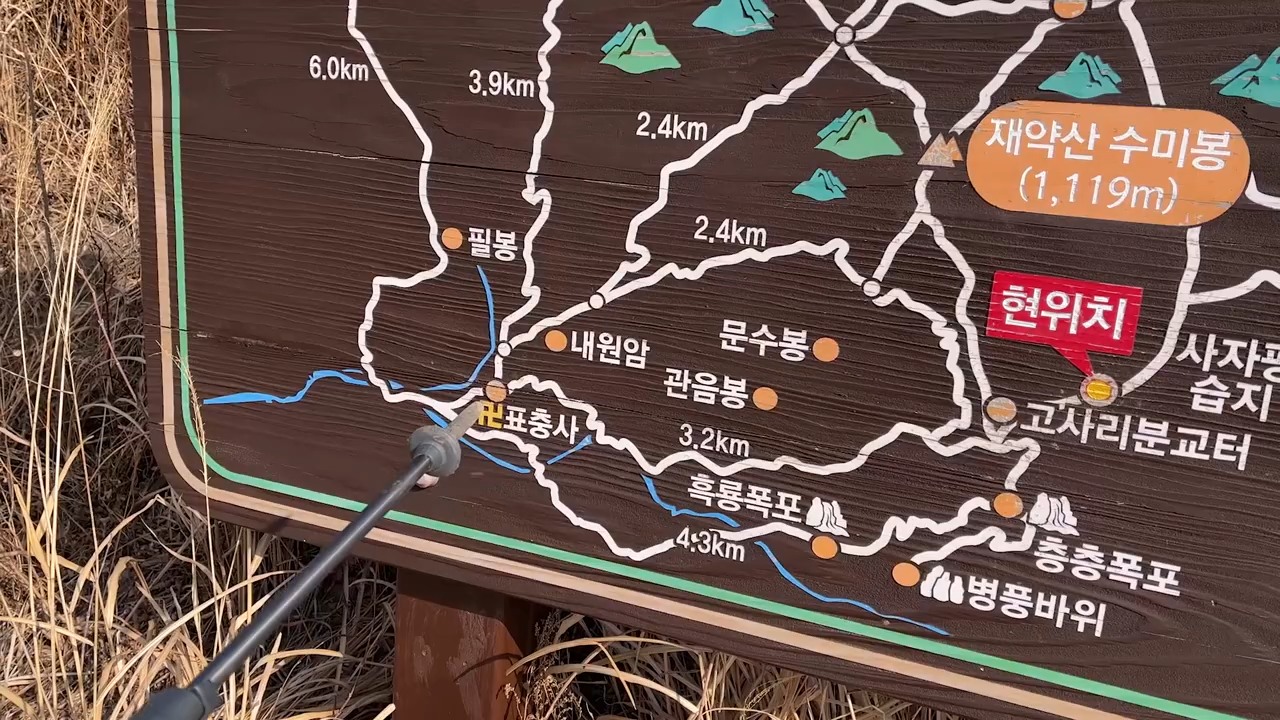 6.0km
3.9km
2.4km
재약산 수미봉
(1,119m)
2.4km
필봉
현위치
내원암
문수봉
관음봉
습지
卍표충사
3.2km
고사리분교터
흑룡폭포
4.3km
층층폭포
병풍바위